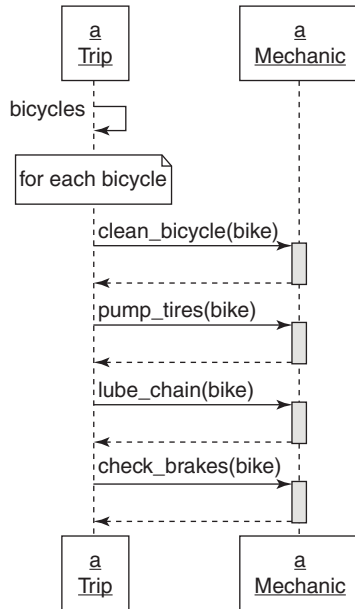 a
Trip
a
Mechanic
bicycles
for each bicycle
clean_bicycle(bike)
pump_tires(bike)
lube_chain(bike)
check_brakes(bike)
a
Trip
a
Mechanic